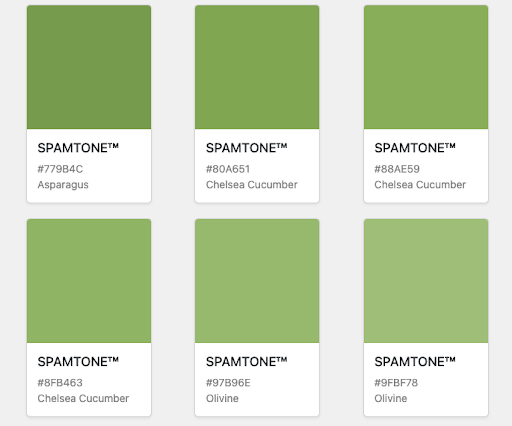 SPAMTONE™
#779B4C
Asparagus
SPAMTONE™
#80A651
Chelsea Cucumber
SPAMTONE™
#88AE59
Chelsea Cucumber
SPAMTONE™
#8FB463
Chelsea Cucumber
SPAMTONE™
#97B96E
Olivine
SPAMTONE™
#9FBF78
Olivine